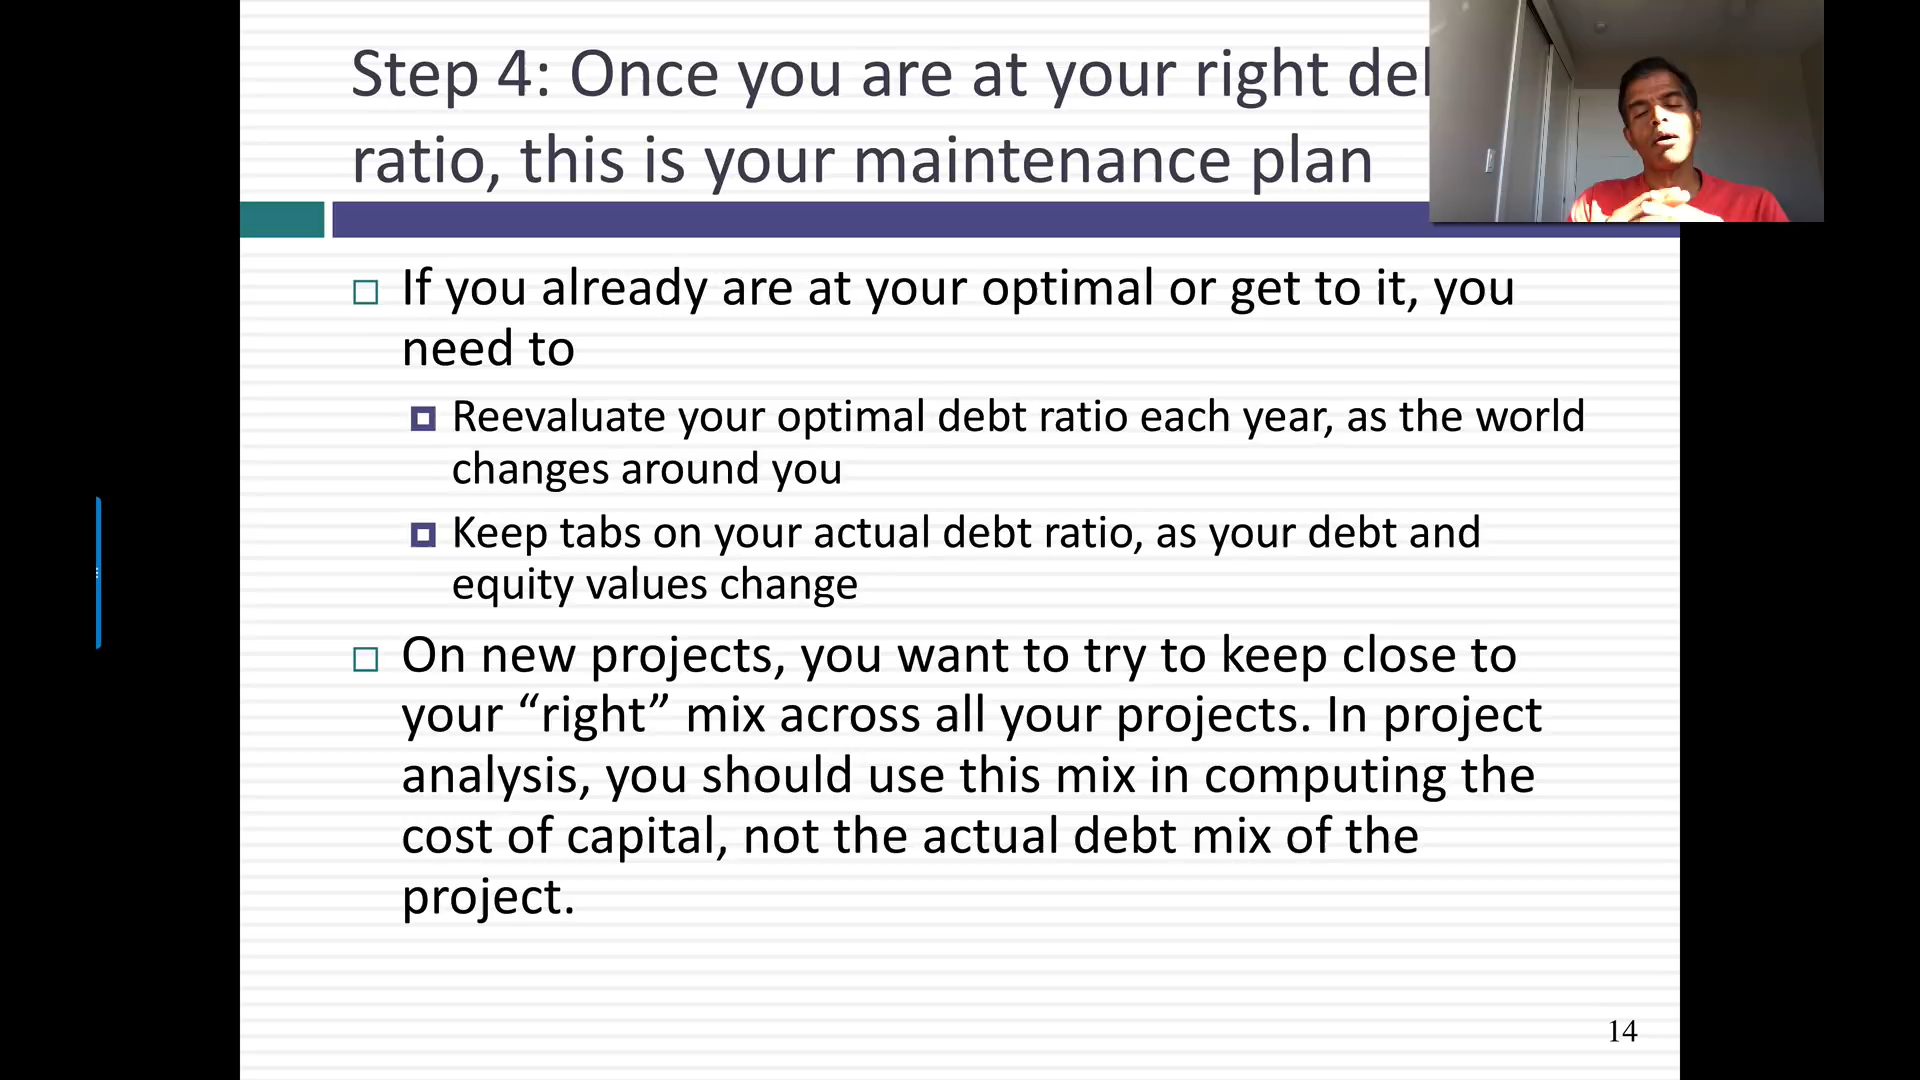 Step 4: Once you are at your right
ratio, this is your maintenance plan
If you already are at your optimal or get to it, you
need to
Reevaluate your optimal debt ratio each year, as the world
changes around you
Keep tabs on your actual debt ratio, as your debt and
equity values change
On new projects, you want to try to keep close to
your “right” mix across all your projects. In project
analysis, you should use this mix in computing the
cost of capital, not the actual debt mix of the
project.
14